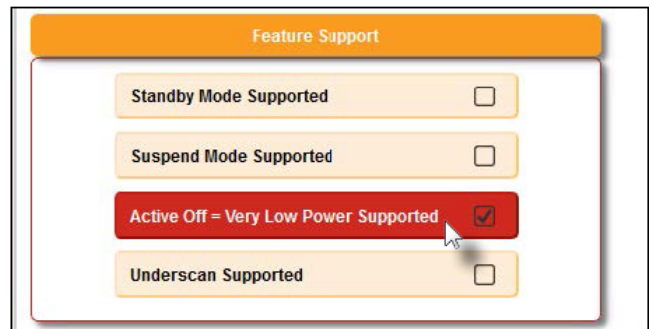 Feature Support
Standby Mode Supported
Suspend Mode Supported
Active Off = Very Low Power Supported
Underscan Supported